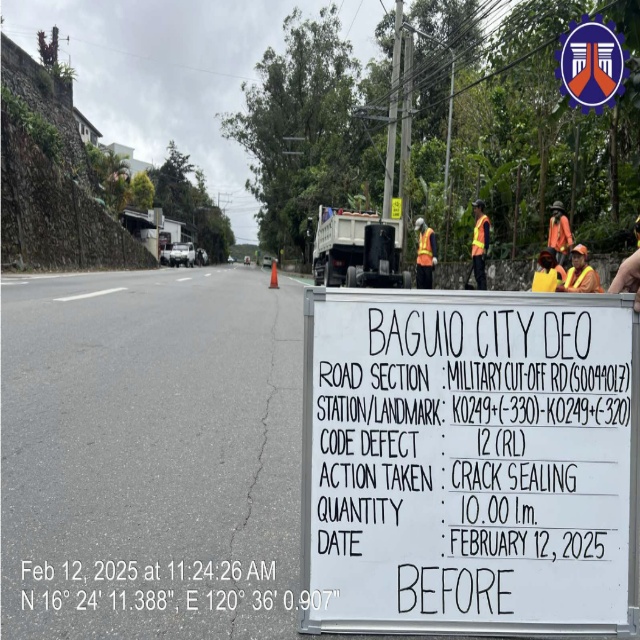 BAGUIO CITY DEO
ROAD SECTION : MILITARY CUT-OFF RD (S00440LZ)
STATION/LANDMARK : K0249+(-330)-K0249+(-320)
CODE DEFECT : 12 (RL)
ACTION TAKEN : CRACK SEALING
QUANTITY : 10.00 l.m.
DATE : FEBRUARY 12, 2025
BEFORE
Feb 12, 2025 at 11:24:26 AM
N 16° 24' 11.388", E 120° 36' 0.907"